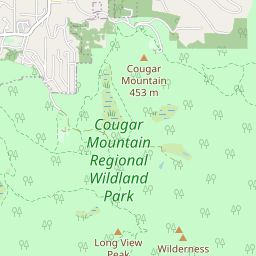 Cougar
Mountain
453 m
Cougar
Mountain
Regional
Wildland
Park
Long View
Peak
Wilderness